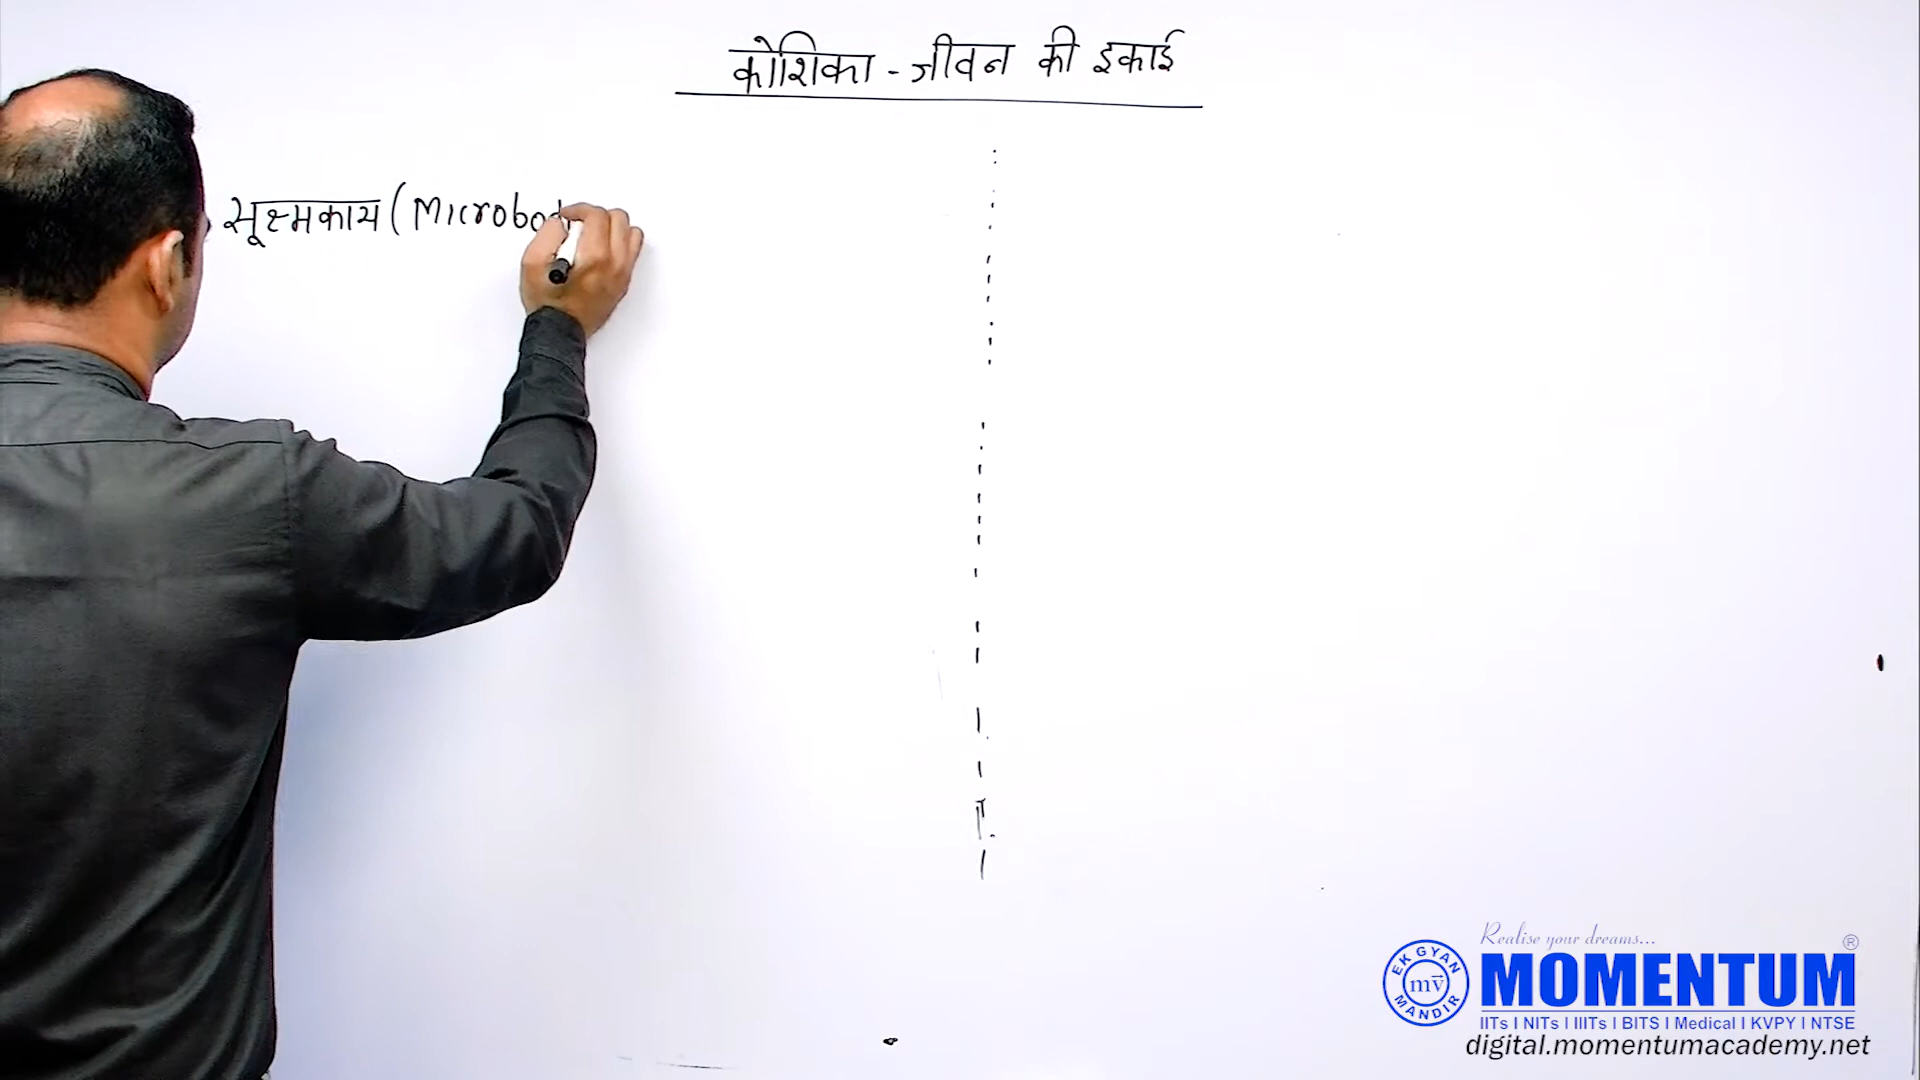 कोशिका - जीवन की इकाई
सूक्ष्मकाय ( Microbod
Realise your dreams...
EK GYAN MANDIR
mv
MOMENTUM ®
IITs I NITs I IIITs I BITS I Medical I KVPY I NTSE
digital.momentumacademy.net